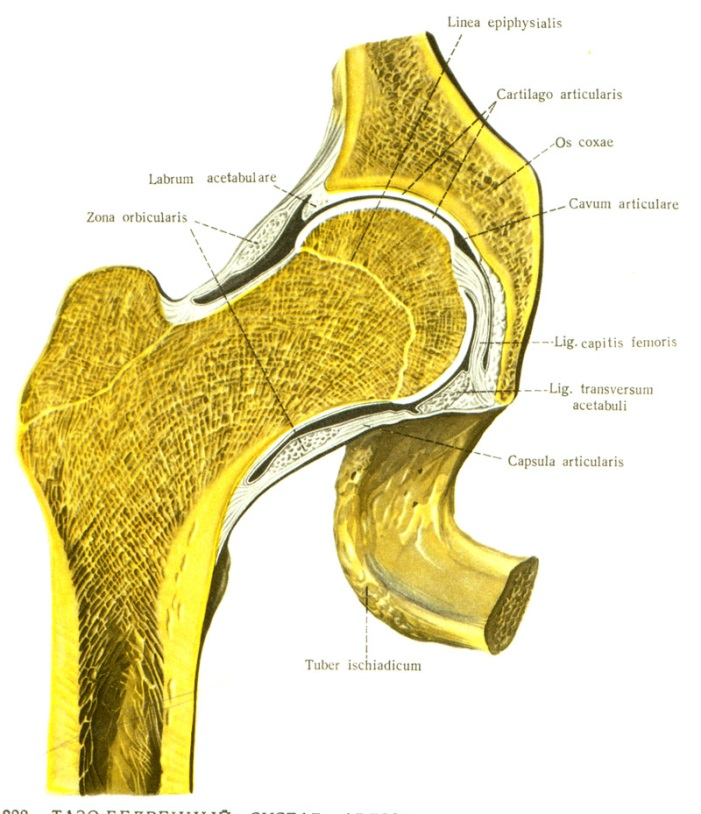 Linea epiphysialis
Cartilago articularis
Os coxae
Labrum acetabulare
Cavum articulare
Zona orbicularis
Lig. capitis femoris
Lig. transversum
acetabuli
Capsula articularis
Tuber ischiadicum